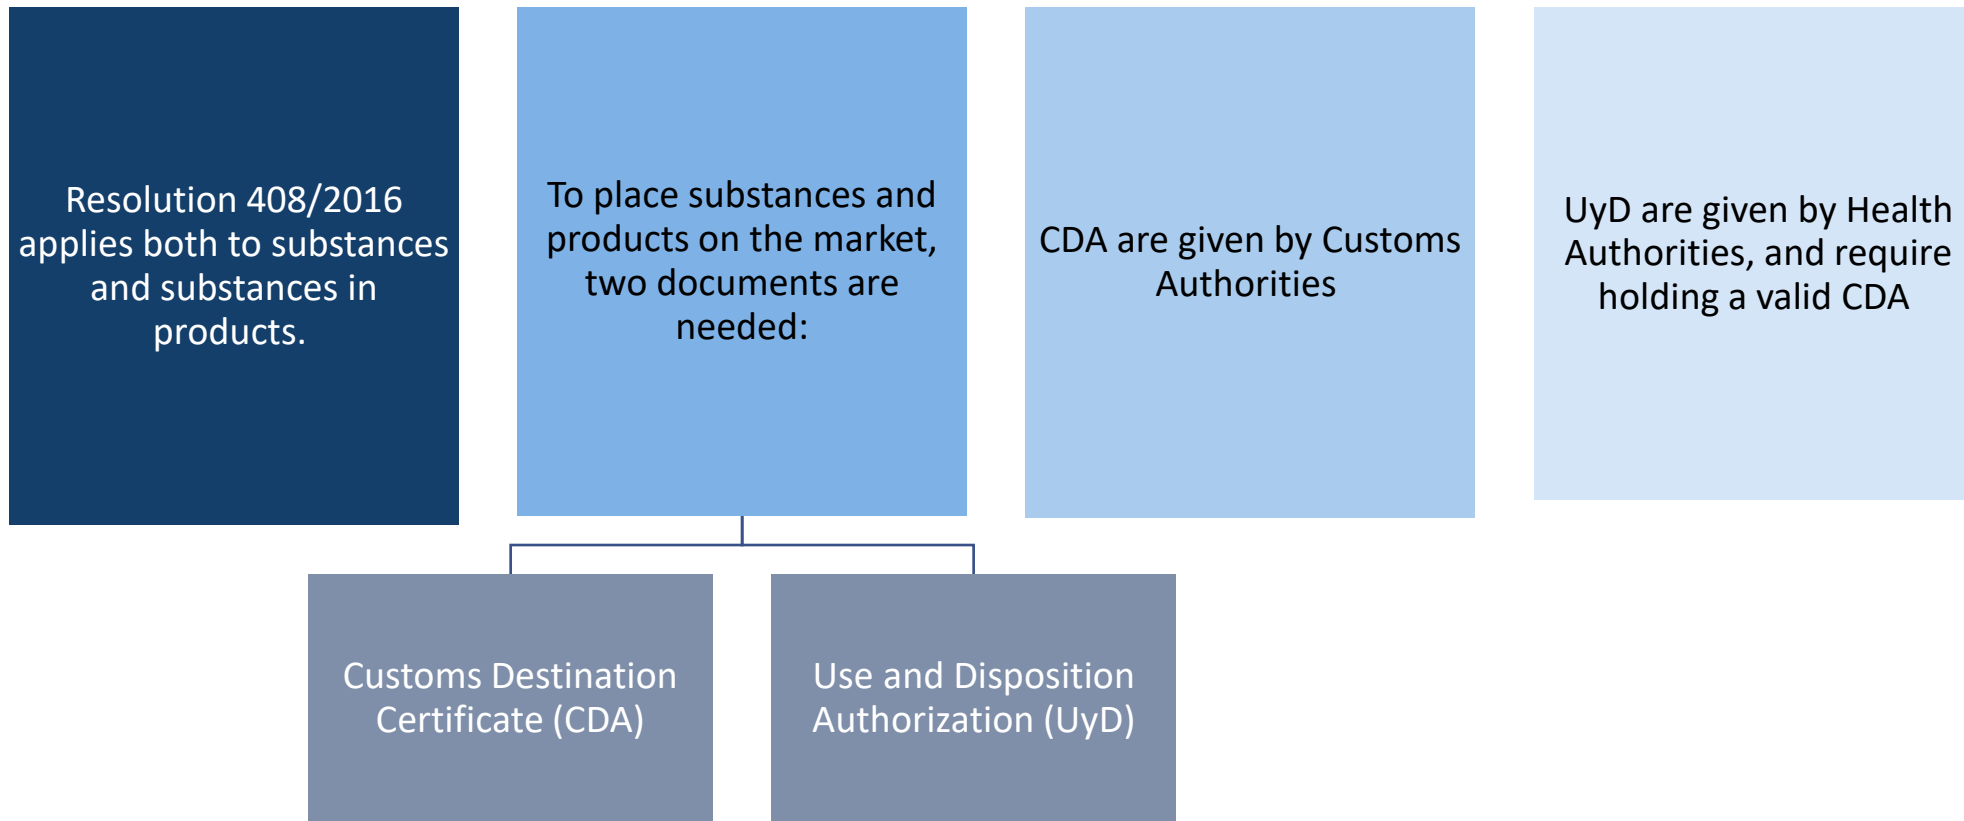 Resolution 408/2016
applies both to substances
and substances in
products.
To place substances and
products on the market,
two documents are
needed:
CDA are given by Customs
Authorities
UyD are given by Health
Authorities, and require
holding a valid CDA
Customs Destination
Certificate (CDA)
Use and Disposition
Authorization (UyD)